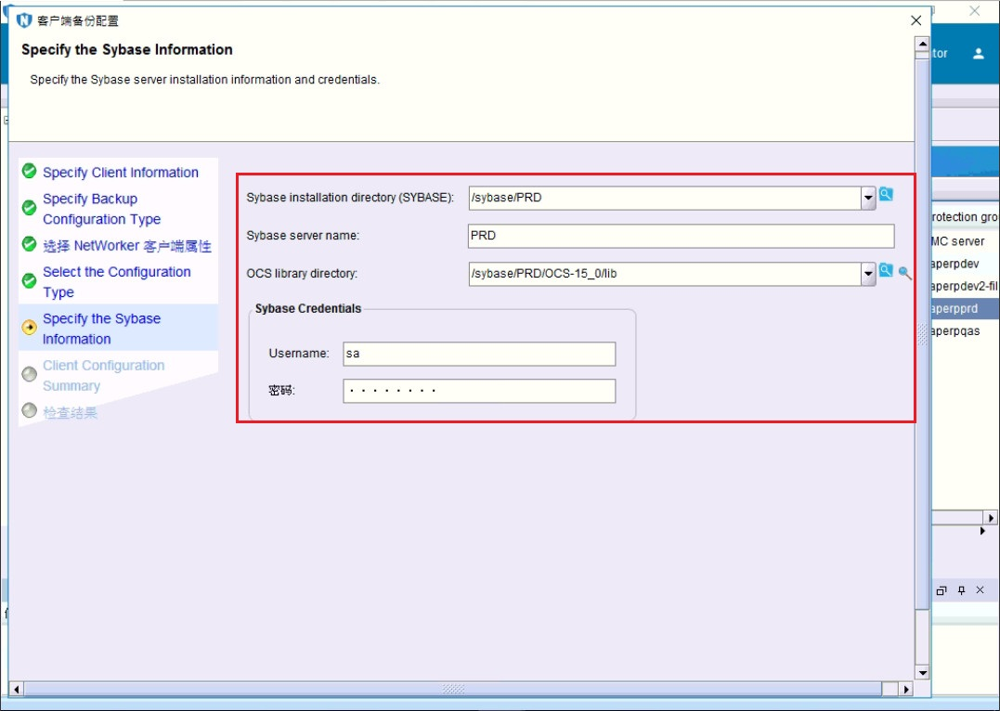 客户端备份配置
Specify the Sybase Information
Specify the Sybase server installation information and credentials.
tor
Specify Client Information
Specify Backup
Configuration Type
选择 NetWorker 客户端属性
Select the Configuration
Type
Specify the Sybase
Information
Client Configuration
Summary
检查结果
Sybase installation directory (SYBASE):
/sybase/PRD
Sybase server name:
PRD
OCS library directory:
/sybase/PRD/OCS-15_0/lib
Sybase Credentials
Username:
sa
密码:
rotection gro
MC server
aperpdev
aperpdev2-fil
aperpprd
aperpqas